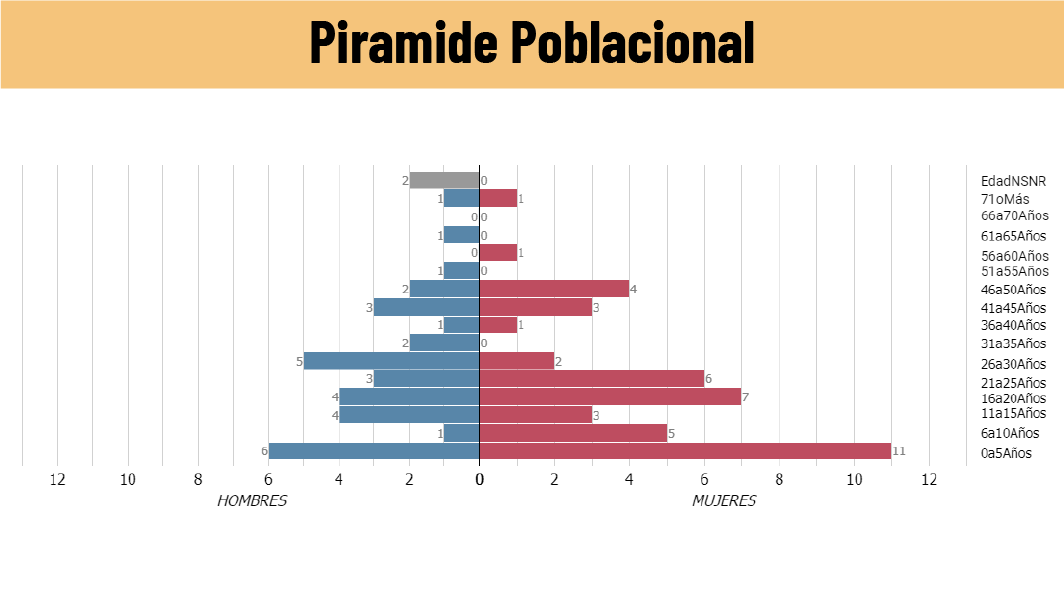 Piramide Poblacional
2 0 EdadNSNR
1 1 71oMás
0 0 66a70Años
1 0 61a65Años
0 1 56a60Años
1 0 51a55Años
2 4 46a50Años
3 3 41a45Años
1 1 36a40Años
2 0 31a35Años
5 2 26a30Años
3 6 21a25Años
4 7 16a20Años
4 3 11a15Años
1 5 6a10Años
6 11 0a5Años
12 10 8 6 4 2 0 2 4 6 8 10 12
HOMBRES MUJERES